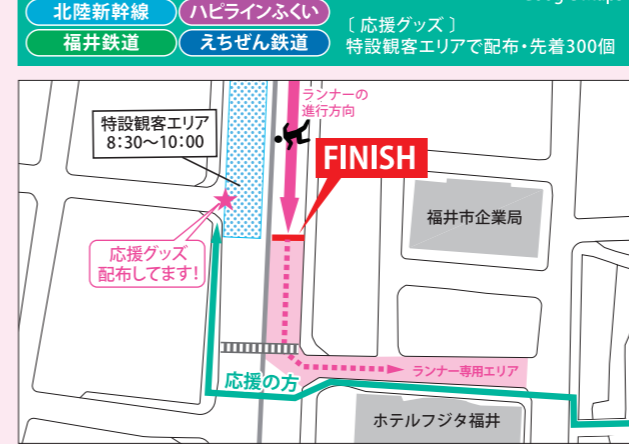 北陸新幹線
ハピラインふくい
福井鉄道
えちぜん鉄道
〔応援グッズ〕
特設観客エリアで配布・先着300個
ランナーの
進行方向
特設観客エリア
8:30〜10:00
FINISH
福井市企業局
応援グッズ
配布してます!
ランナー専用エリア
応援の方
ホテルフジタ福井